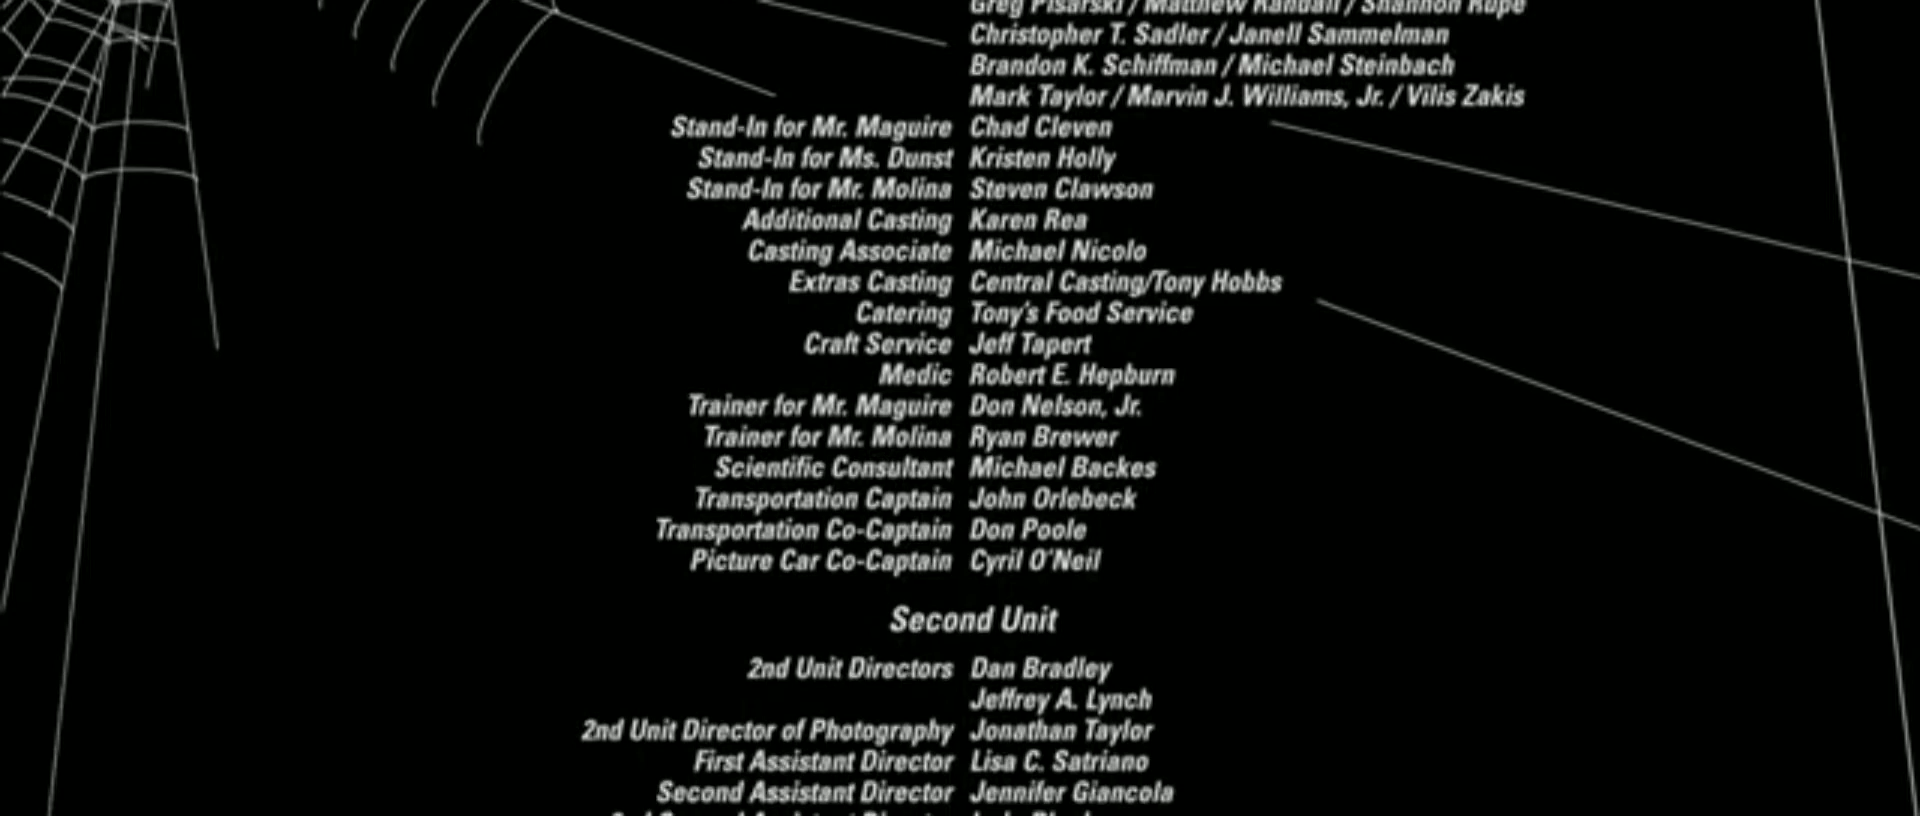 Greg Pisarski / Matthew Randall / Shannon Rupe
Christopher T. Sadler / Janell Sammelman
Brandon K. Schiffman / Michael Steinbach
Mark Taylor / Marvin J. Williams, Jr. / Vilis Zakis
Stand-In for Mr. Maguire Chad Cleven
Stand-In for Ms. Dunst Kristen Holly
Stand-In for Mr. Molina Steven Clawson
Additional Casting Karen Rea
Casting Associate Michael Nicolo
Extras Casting Central Casting/Tony Hobbs
Catering Tony's Food Service
Craft Service Jeff Tapert
Medic Robert E. Hepburn
Trainer for Mr. Maguire Don Nelson, Jr.
Trainer for Mr. Molina Ryan Brewer
Scientific Consultant Michael Backes
Transportation Captain John Orlebeck
Transportation Co-Captain Don Poole
Picture Car Co-Captain Cyril O'Neil
Second Unit
2nd Unit Directors Dan Bradley
Jeffrey A. Lynch
2nd Unit Director of Photography Jonathan Taylor
First Assistant Director Lisa C. Satriano
Second Assistant Director Jennifer Giancola